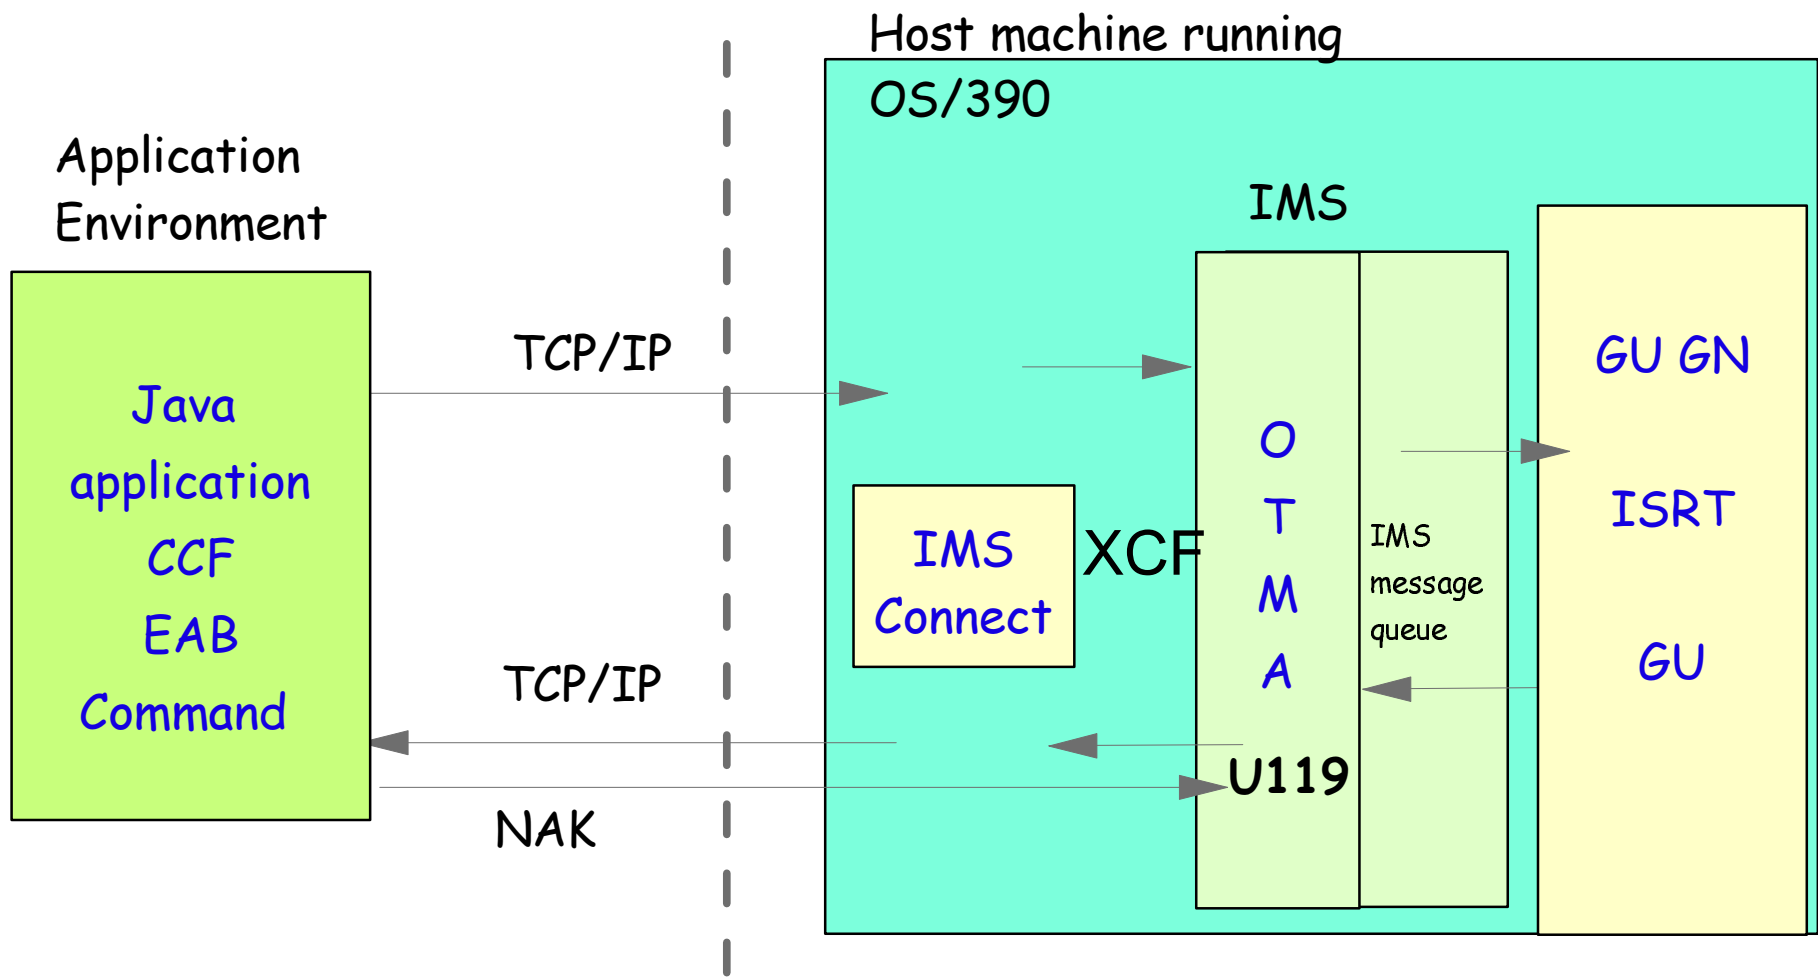 Host machine running
OS/390
Application
Environment
IMS
TCP/IP
Java
application
CCF
EAB
Command
IMS
Connect
XCF
O
T
M
A
U119
IMS
message
queue
GU GN
ISRT
GU
TCP/IP
NAK